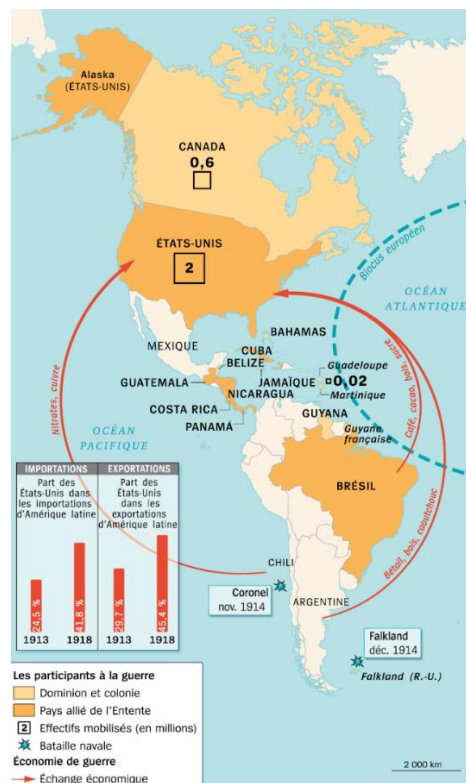 Alaska
(ÉTATS-UNIS)
CANADA
0,6
ÉTATS-UNIS
2
Blocus européen
OCÉAN
ATLANTIQUE
MEXIQUE
BAHAMAS
CUBA
BELIZE
Guadeloupe
GUATEMALA
JAMAÏQUE
0,02
NICARAGUA
Martinique
COSTA RICA
PANAMÁ
GUYANA
Guyane
française
OCÉAN
PACIFIQUE
Nitrates, cuivre
Café, cacao, bois, sucre
BRÉSIL
Bétail, bois, caoutchouc
IMPORTATIONS
Part des
États-Unis dans
les importations
d'Amérique latine
24,5 %
41,8 %
1913
1918
EXPORTATIONS
Part des
États-Unis
dans les
exportations
d'Amérique latine
29,7 %
45,4 %
1913
1918
CHILI
Coronel
nov. 1914
ARGENTINE
Falkland
déc. 1914
Falkland (R.-U.)
Les participants à la guerre
Dominion et colonie
Pays allié de l'Entente
2 Effectifs mobilisés (en millions)
Bataille navale
Économie de guerre
Échange économique
2 000 km